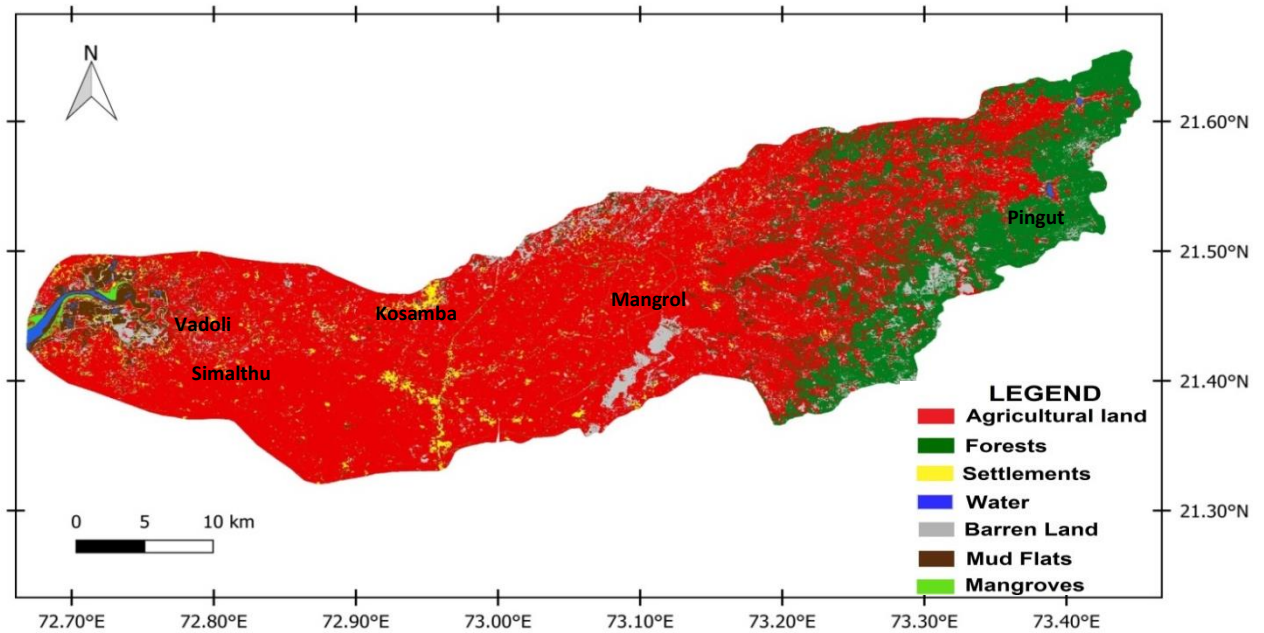 N
21.60°N
Pingut
21.50°N
Mangrol
Kosamba
Vadoli
Simalthu
21.40°N
LEGEND
Agricultural land
Forests
Settlements
Water
Barren Land
Mud Flats
Mangroves
21.30°N
0 5 10 km
72.70°E 72.80°E 72.90°E 73.00°E 73.10°E 73.20°E 73.30°E 73.40°E